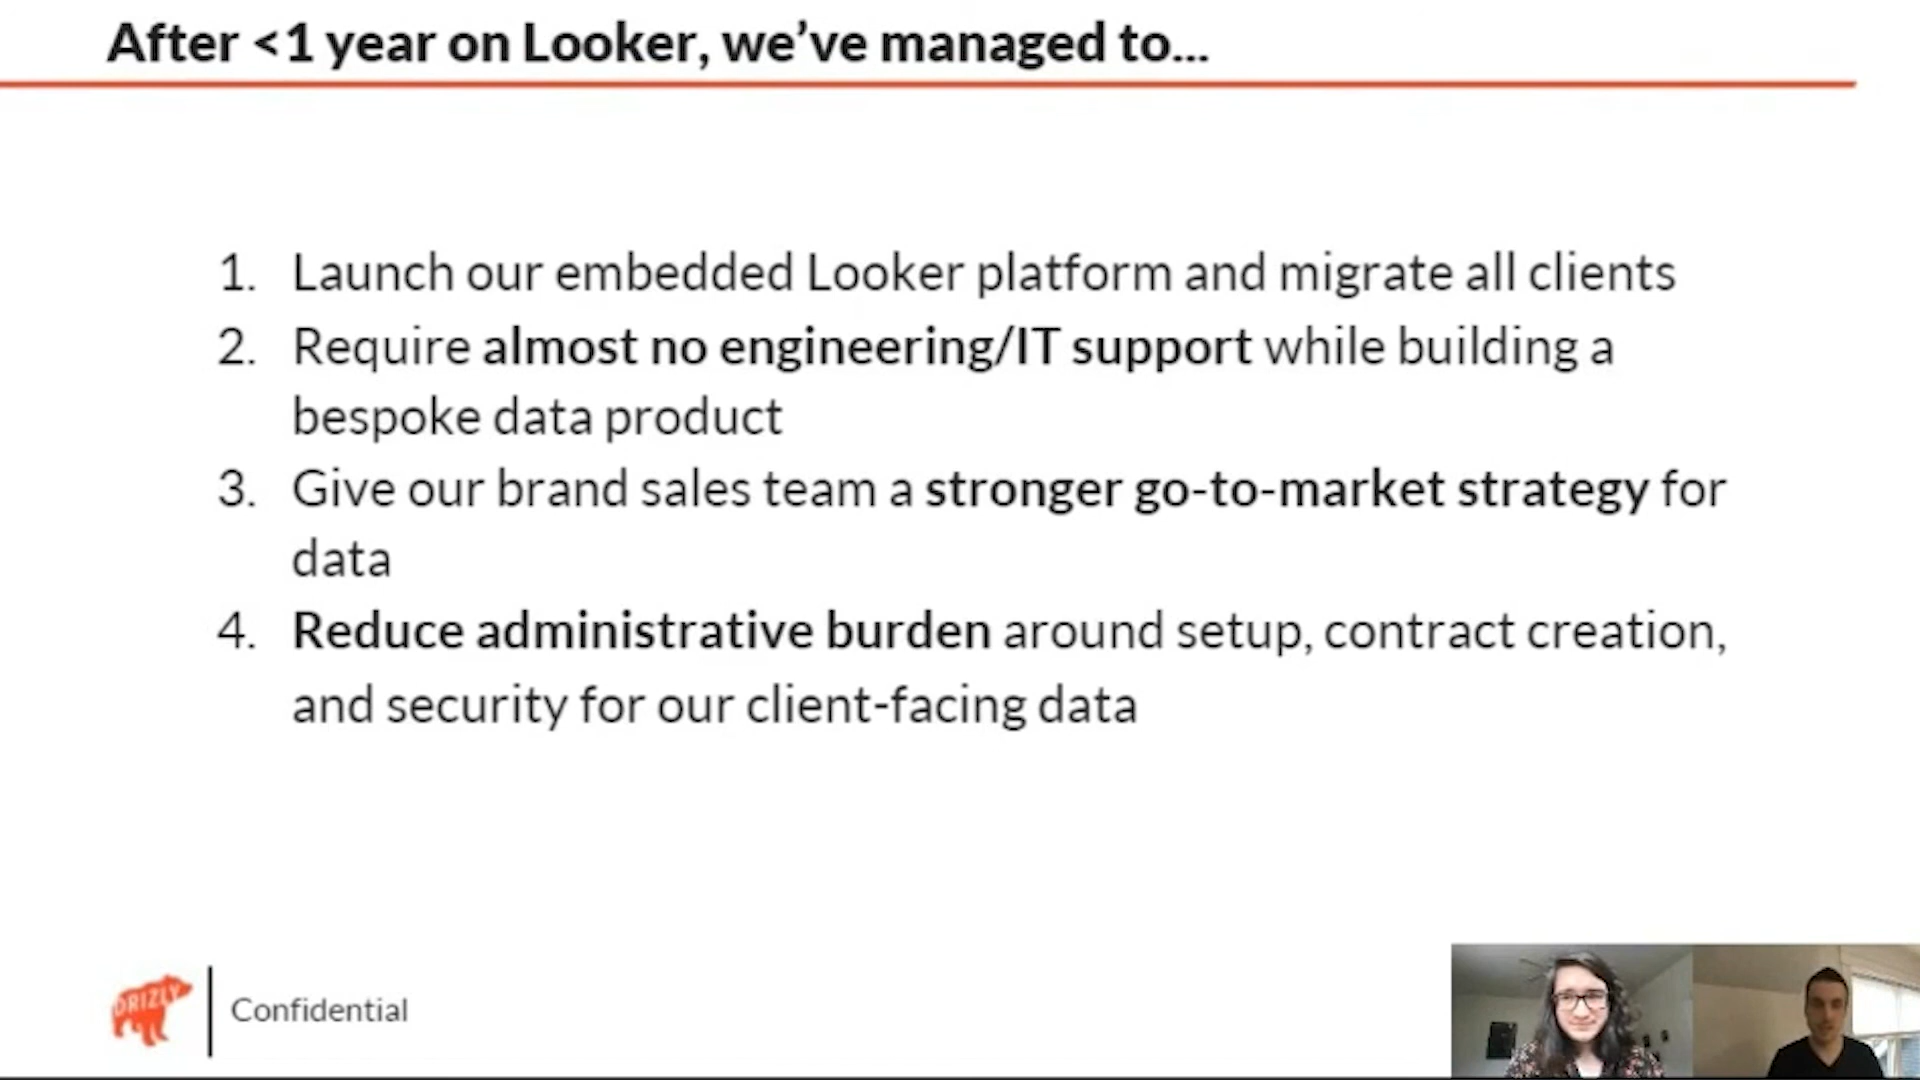 After <1 year on Looker, we’ve managed to...
1. Launch our embedded Looker platform and migrate all clients
2. Require almost no engineering/IT support while building a
bespoke data product
3. Give our brand sales team a stronger go-to-market strategy for
data
4. Reduce administrative burden around setup, contract creation,
and security for our client-facing data
DRIZLY
Confidential